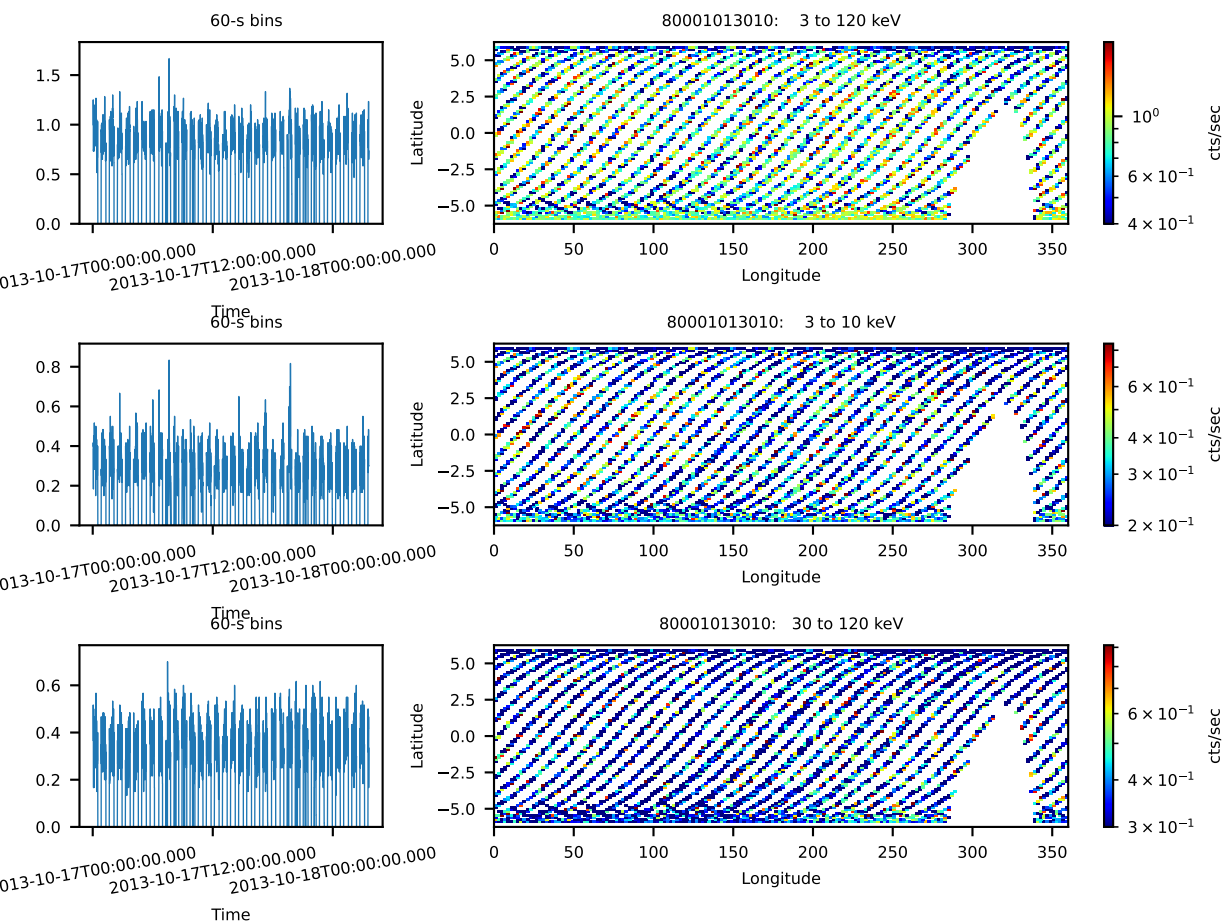 60-s bins
80001013010: 3 to 120 keV
1.5
1.0
0.5
0.0
013-10-17T00:00:00.000
2013-10-17T12:00:00.000
2013-10-18T00:00:00.000
Time
Latitude
5.0
2.5
0.0
−2.5
−5.0
0 50 100 150 200 250 300 350
Longitude
10⁰
6 × 10⁻¹
4 × 10⁻¹
cts/sec
60-s bins
80001013010: 3 to 10 keV
0.8
0.6
0.4
0.2
0.0
013-10-17T00:00:00.000
2013-10-17T12:00:00.000
2013-10-18T00:00:00.000
Time
Latitude
5.0
2.5
0.0
−2.5
−5.0
0 50 100 150 200 250 300 350
Longitude
6 × 10⁻¹
4 × 10⁻¹
3 × 10⁻¹
2 × 10⁻¹
cts/sec
60-s bins
80001013010: 30 to 120 keV
0.6
0.4
0.2
0.0
013-10-17T00:00:00.000
2013-10-17T12:00:00.000
2013-10-18T00:00:00.000
Time
Latitude
5.0
2.5
0.0
−2.5
−5.0
0 50 100 150 200 250 300 350
Longitude
6 × 10⁻¹
4 × 10⁻¹
3 × 10⁻¹
cts/sec